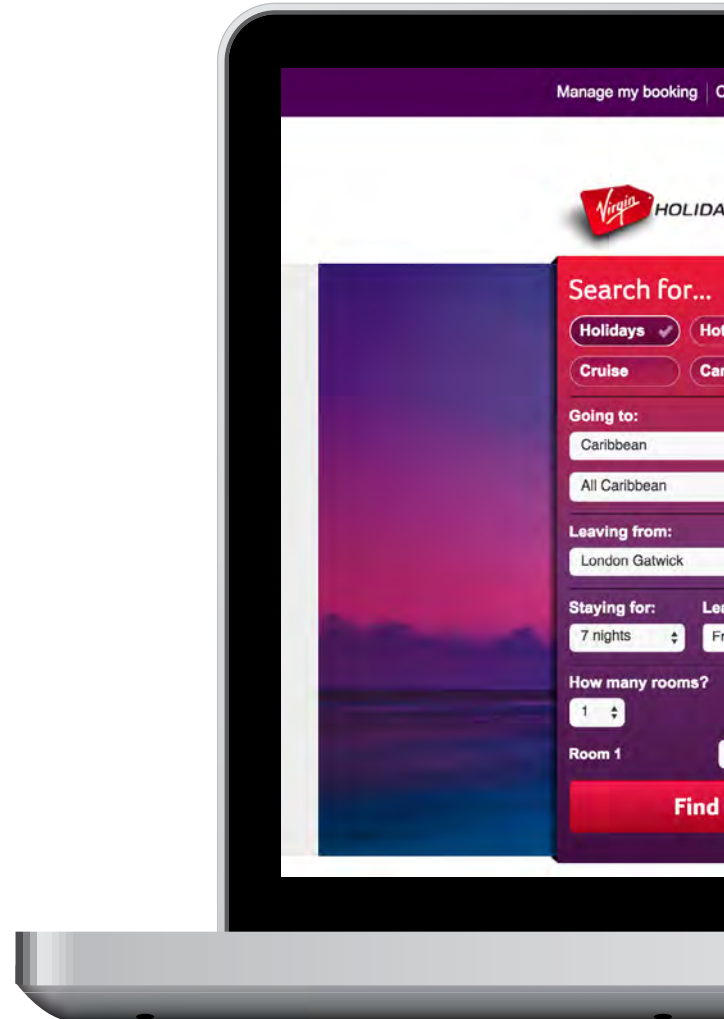 Manage my booking
Virgin HOLIDA
Search for...
Holidays Hot
Cruise Car
Going to:
Caribbean
All Caribbean
Leaving from:
London Gatwick
Staying for: Lea
7 nights Fr
How many rooms?
1
Room 1
Find